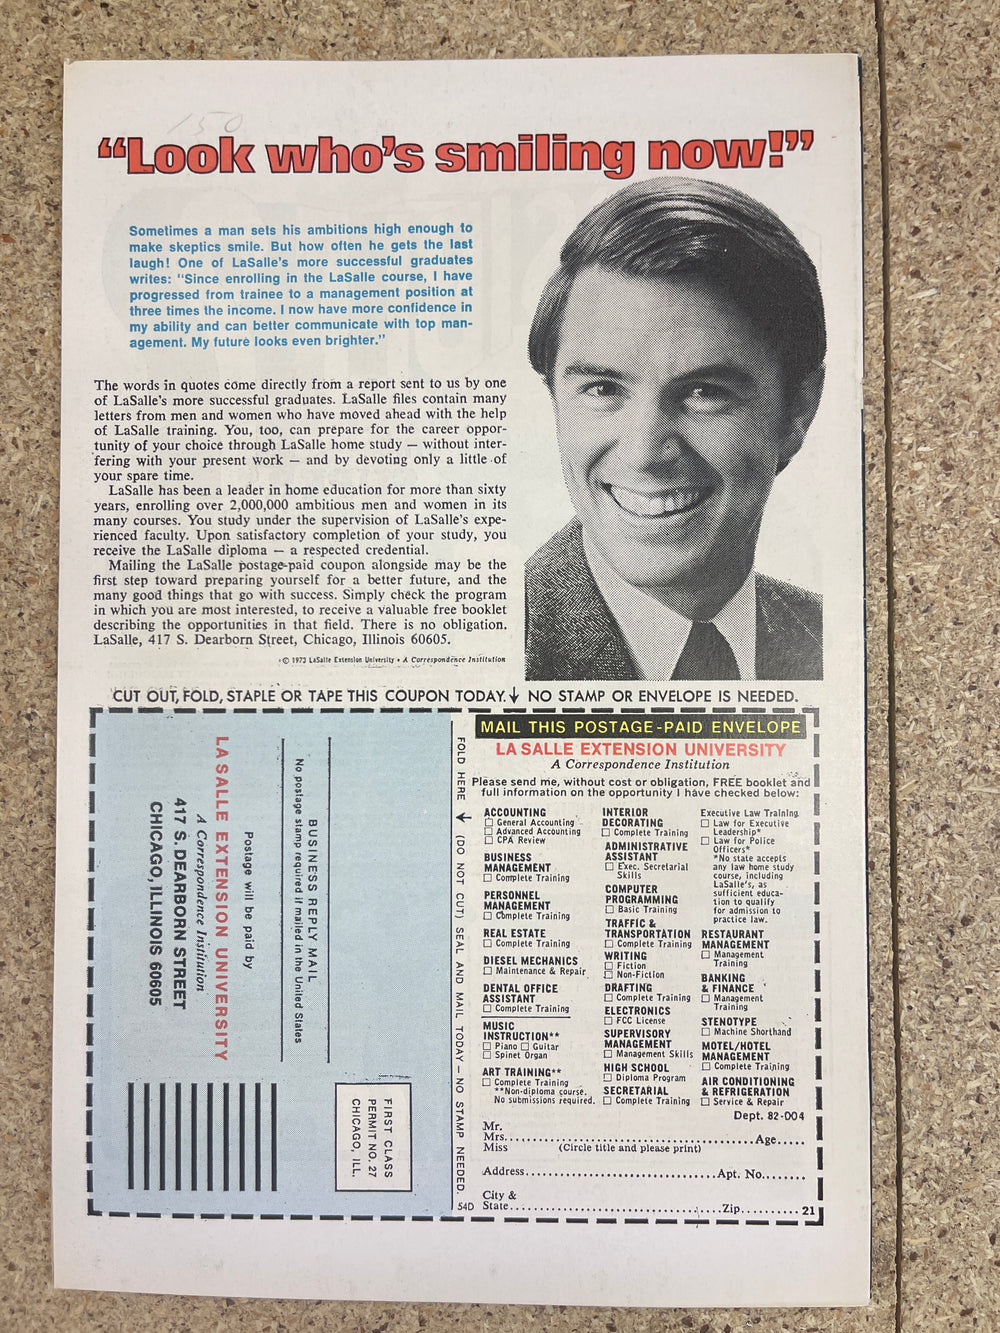 150
“Look who’s smiling now!”
Sometimes a man sets his ambitions high enough to
make skeptics smile. But how often he gets the last
laugh! One of LaSalle’s more successful graduates
writes: “Since enrolling in the LaSalle course, I have
progressed from trainee to a management position at
three times the income. I now have more confidence in
my ability and can better communicate with top man-
agement. My future looks even brighter.”
The words in quotes come directly from a report sent to us by one
of LaSalle’s more successful graduates. LaSalle files contain many
letters from men and women who have moved ahead with the help
of LaSalle training. You, too, can prepare for the career oppor-
tunity of your choice through LaSalle home study — without inter-
fering with your present work — and by devoting only a little of
your spare time.
LaSalle has been a leader in home education for more than sixty
years, enrolling over 2,000,000 ambitious men and women in its
many courses. You study under the supervision of LaSalle’s expe-
rienced faculty. Upon satisfactory completion of your study, you
receive the LaSalle diploma — a respected credential.
Mailing the LaSalle postage-paid coupon alongside may be the
first step toward preparing yourself for a better future, and the
many good things that go with success. Simply check the program
in which you are most interested, to receive a valuable free booklet
describing the opportunities in that field. There is no obligation.
LaSalle, 417 S. Dearborn Street, Chicago, Illinois 60605.
© 1973 LaSalle Extension University • A Correspondence Institution
CUT OUT, FOLD, STAPLE OR TAPE THIS COUPON TODAY. ↓ NO STAMP OR ENVELOPE IS NEEDED.
FIRST CLASS
PERMIT NO. 27
CHICAGO, ILL.
BUSINESS REPLY MAIL
No postage stamp required if mailed in the United States
Postage will be paid by
LA SALLE EXTENSION UNIVERSITY
A Correspondence Institution
417 S. DEARBORN STREET
CHICAGO, ILLINOIS 60605
FOLD HERE ↓ (DO NOT CUT) SEAL AND MAIL TODAY — NO STAMP NEEDED.
54D
MAIL THIS POSTAGE-PAID ENVELOPE
LA SALLE EXTENSION UNIVERSITY
A Correspondence Institution
Please send me, without cost or obligation, FREE booklet and
full information on the opportunity I have checked below:
ACCOUNTING
☐ General Accounting
☐ Advanced Accounting
☐ CPA Review
BUSINESS
MANAGEMENT
☐ Complete Training
PERSONNEL
MANAGEMENT
☐ Complete Training
REAL ESTATE
☐ Complete Training
DIESEL MECHANICS
☐ Maintenance & Repair
DENTAL OFFICE
ASSISTANT
☐ Complete Training
MUSIC
INSTRUCTION**
☐ Piano ☐ Guitar
☐ Spinet Organ
ART TRAINING**
☐ Complete Training
**Non-diploma course.
No submissions required.
INTERIOR
DECORATING
☐ Complete Training
ADMINISTRATIVE
ASSISTANT
☐ Exec. Secretarial
Skills
COMPUTER
PROGRAMMING
☐ Basic Training
TRAFFIC &
TRANSPORTATION
☐ Complete Training
WRITING
☐ Fiction
☐ Non-Fiction
DRAFTING
☐ Complete Training
ELECTRONICS
☐ FCC License
SUPERVISORY
MANAGEMENT
☐ Management Skills
HIGH SCHOOL
☐ Diploma Program
SECRETARIAL
☐ Complete Training
Executive Law Training
☐ Law for Executive
Leadership*
☐ Law for Police
Officers*
*No state accepts
any law home study
course, including
LaSalle’s, as
sufficient educa-
tion to qualify
for admission to
practice law.
RESTAURANT
MANAGEMENT
☐ Management
Training
BANKING
& FINANCE
☐ Management
Training
STENOTYPE
☐ Machine Shorthand
MOTEL/HOTEL
MANAGEMENT
☐ Complete Training
AIR CONDITIONING
& REFRIGERATION
☐ Service & Repair
Dept. 82-004
Mr.
Mrs. Age
Miss (Circle title and please print)
Address Apt. No.
City &
State Zip 21